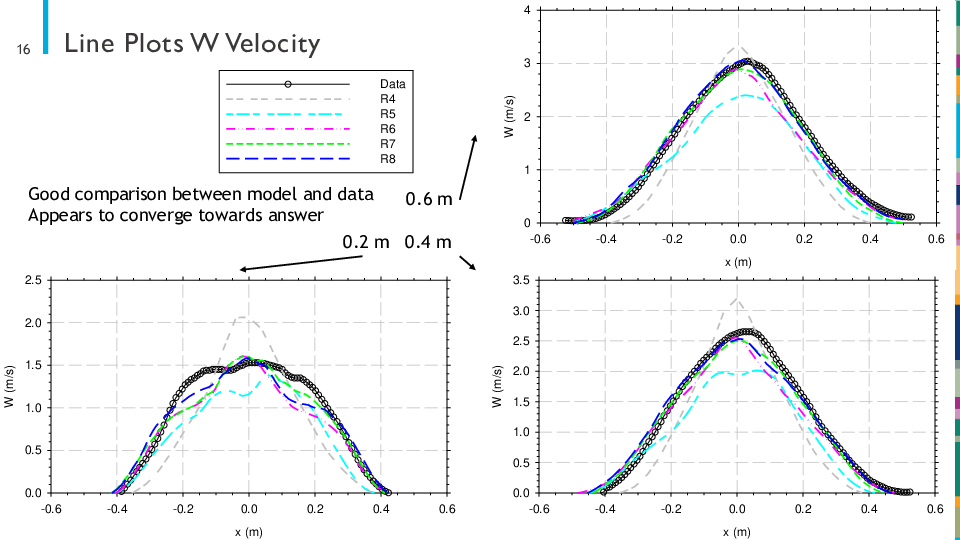 16
Line Plots W Velocity
Data
R4
R5
R6
R7
R8
Good comparison between model and data
Appears to converge towards answer
0.6 m
0.2 m
0.4 m
4
3
2
1
0
W (m/s)
-0.6
-0.4
-0.2
0.0
0.2
0.4
0.6
x (m)
2.5
2.0
1.5
1.0
0.5
0.0
W (m/s)
-0.6
-0.4
-0.2
0.0
0.2
0.4
0.6
x (m)
3.5
3.0
2.5
2.0
1.5
1.0
0.5
0.0
W (m/s)
-0.6
-0.4
-0.2
0.0
0.2
0.4
0.6
x (m)